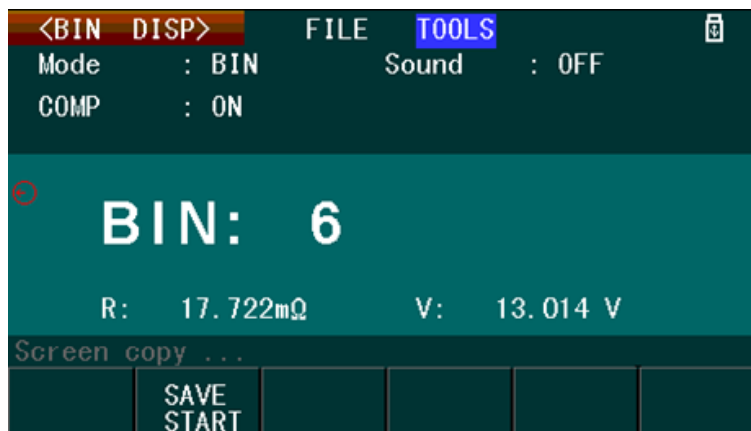 <BIN DISP> FILE TOOLS
Mode : BIN Sound : OFF
COMP : ON
BIN: 6
R: 17.722mΩ V: 13.014 V
Screen copy ...
SAVE
START